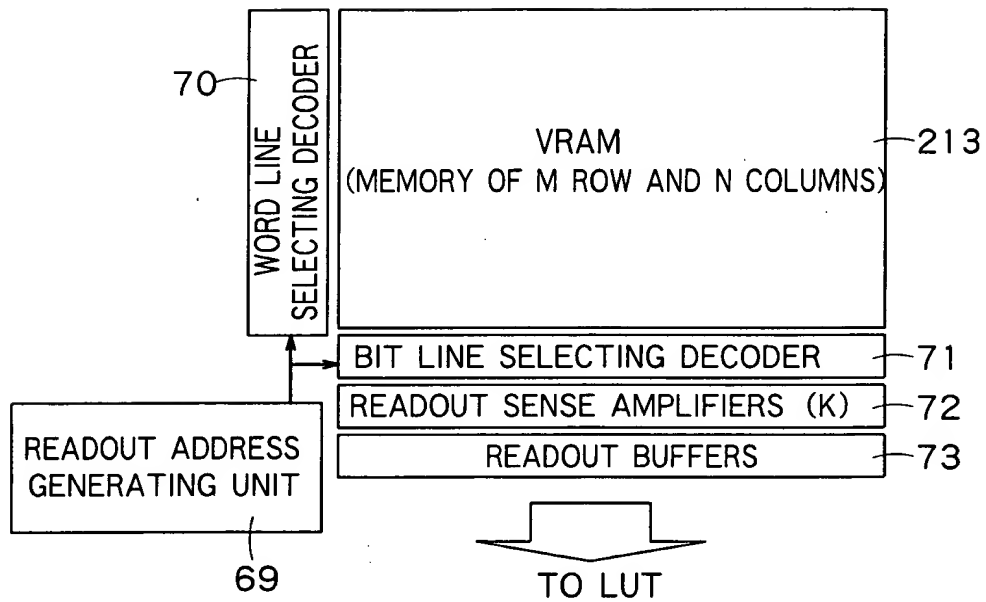 70
WORD LINE
SELECTING DECODER
VRAM
(MEMORY OF M ROW AND N COLUMNS)
213
BIT LINE SELECTING DECODER
71
READOUT SENSE AMPLIFIERS (K)
72
READOUT BUFFERS
73
READOUT ADDRESS
GENERATING UNIT
69
TO LUT